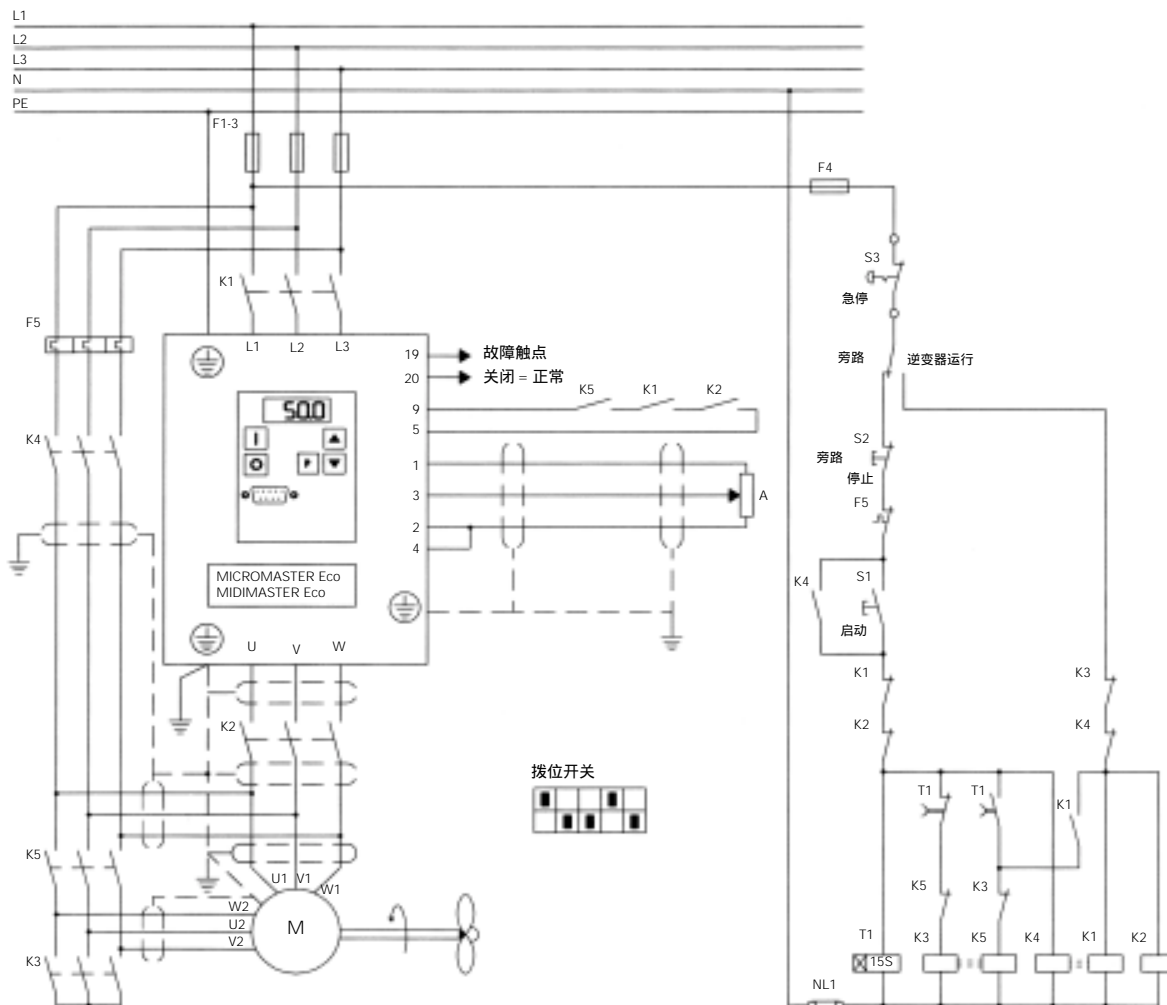 L1
L2
L3
N
PE
F1-3
F4
S3
急停
K1
F5
L1
L2
L3
19
故障触点
20
关闭 = 正常
旁路
逆变器运行
9
K5
K1
K2
5
50.0
K4
S2
旁路
停止
1
3
A
2
4
F5
P
MICROMASTER Eco
MIDIMASTER Eco
K4
S1
启动
U
V
W
K1
K3
K2
K2
K4
拨位开关
T1
T1
K1
K5
U1
V1
W1
W2
U2
V2
M
K5
K3
K3
T1
15S
K3
K5
K4
K1
K2
NL1